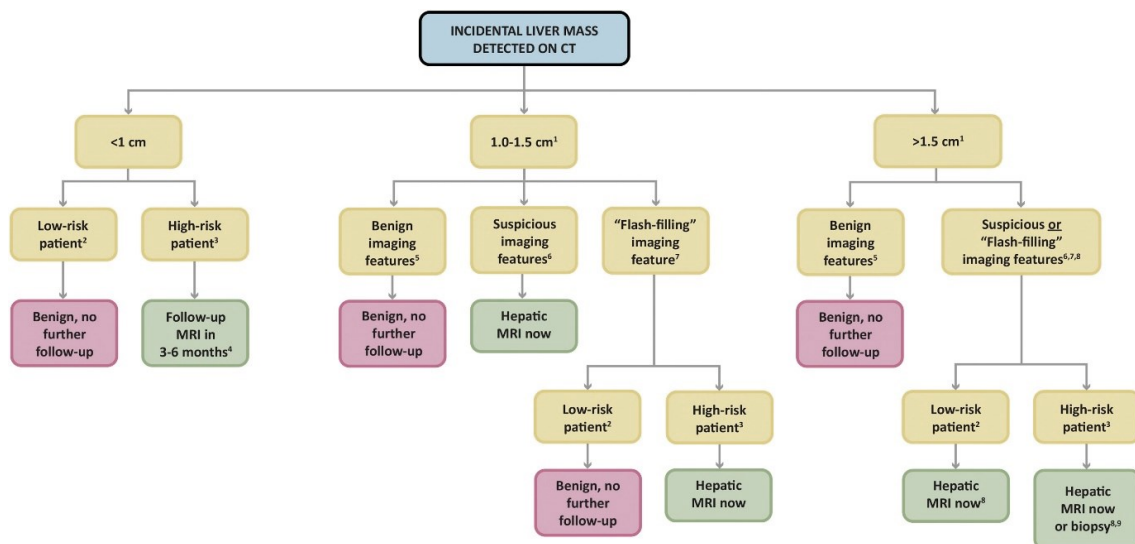 INCIDENTAL LIVER MASS
DETECTED ON CT
<1 cm
1.0-1.5 cm¹
>1.5 cm¹
Low-risk
patient²
High-risk
patient³
Benign
imaging
features⁵
Suspicious
imaging
features⁶
“Flash-filling”
imaging
feature⁷
Benign
imaging
features⁵
Suspicious or
“Flash-filling”
imaging features⁶,⁷,⁸
Benign, no
further
follow-up
Follow-up
MRI in
3-6 months⁴
Benign, no
further
follow-up
Hepatic
MRI now
Benign, no
further
follow-up
Low-risk
patient²
High-risk
patient³
Low-risk
patient²
High-risk
patient³
Benign, no
further
follow-up
Hepatic
MRI now
Hepatic
MRI now⁸
Hepatic
MRI now
or biopsy⁸,⁹